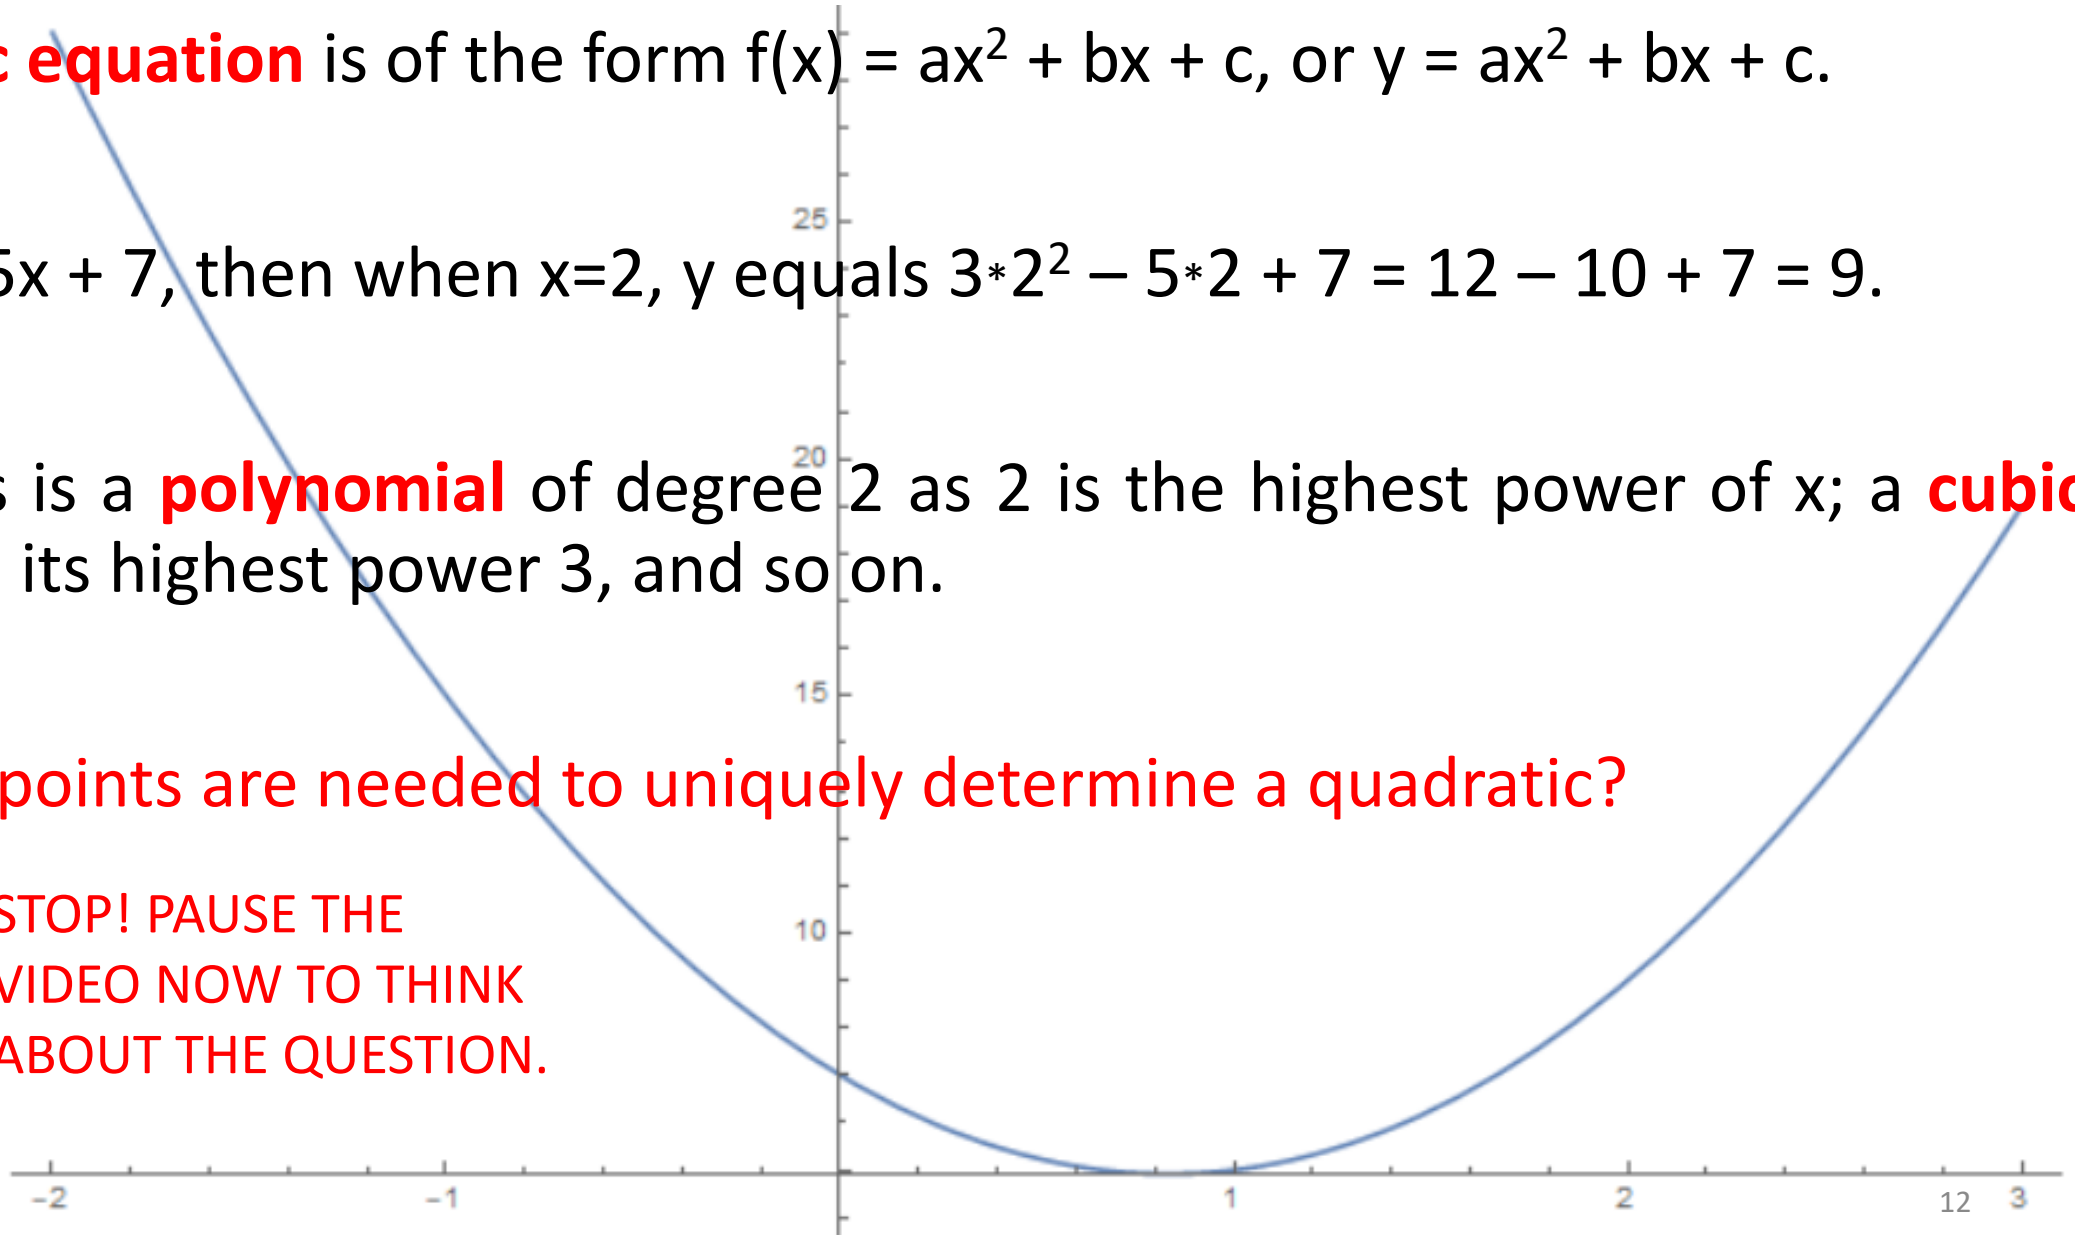 c equation is of the form f(x) = ax² + bx + c, or y = ax² + bx + c.
25
5x + 7, then when x=2, y equals 3*2² – 5*2 + 7 = 12 – 10 + 7 = 9.
20
s is a polynomial of degree 2 as 2 is the highest power of x; a cubic
its highest power 3, and so on.
15
points are needed to uniquely determine a quadratic?
STOP! PAUSE THE
10
VIDEO NOW TO THINK
ABOUT THE QUESTION.
−2 −1 1 2 3
12